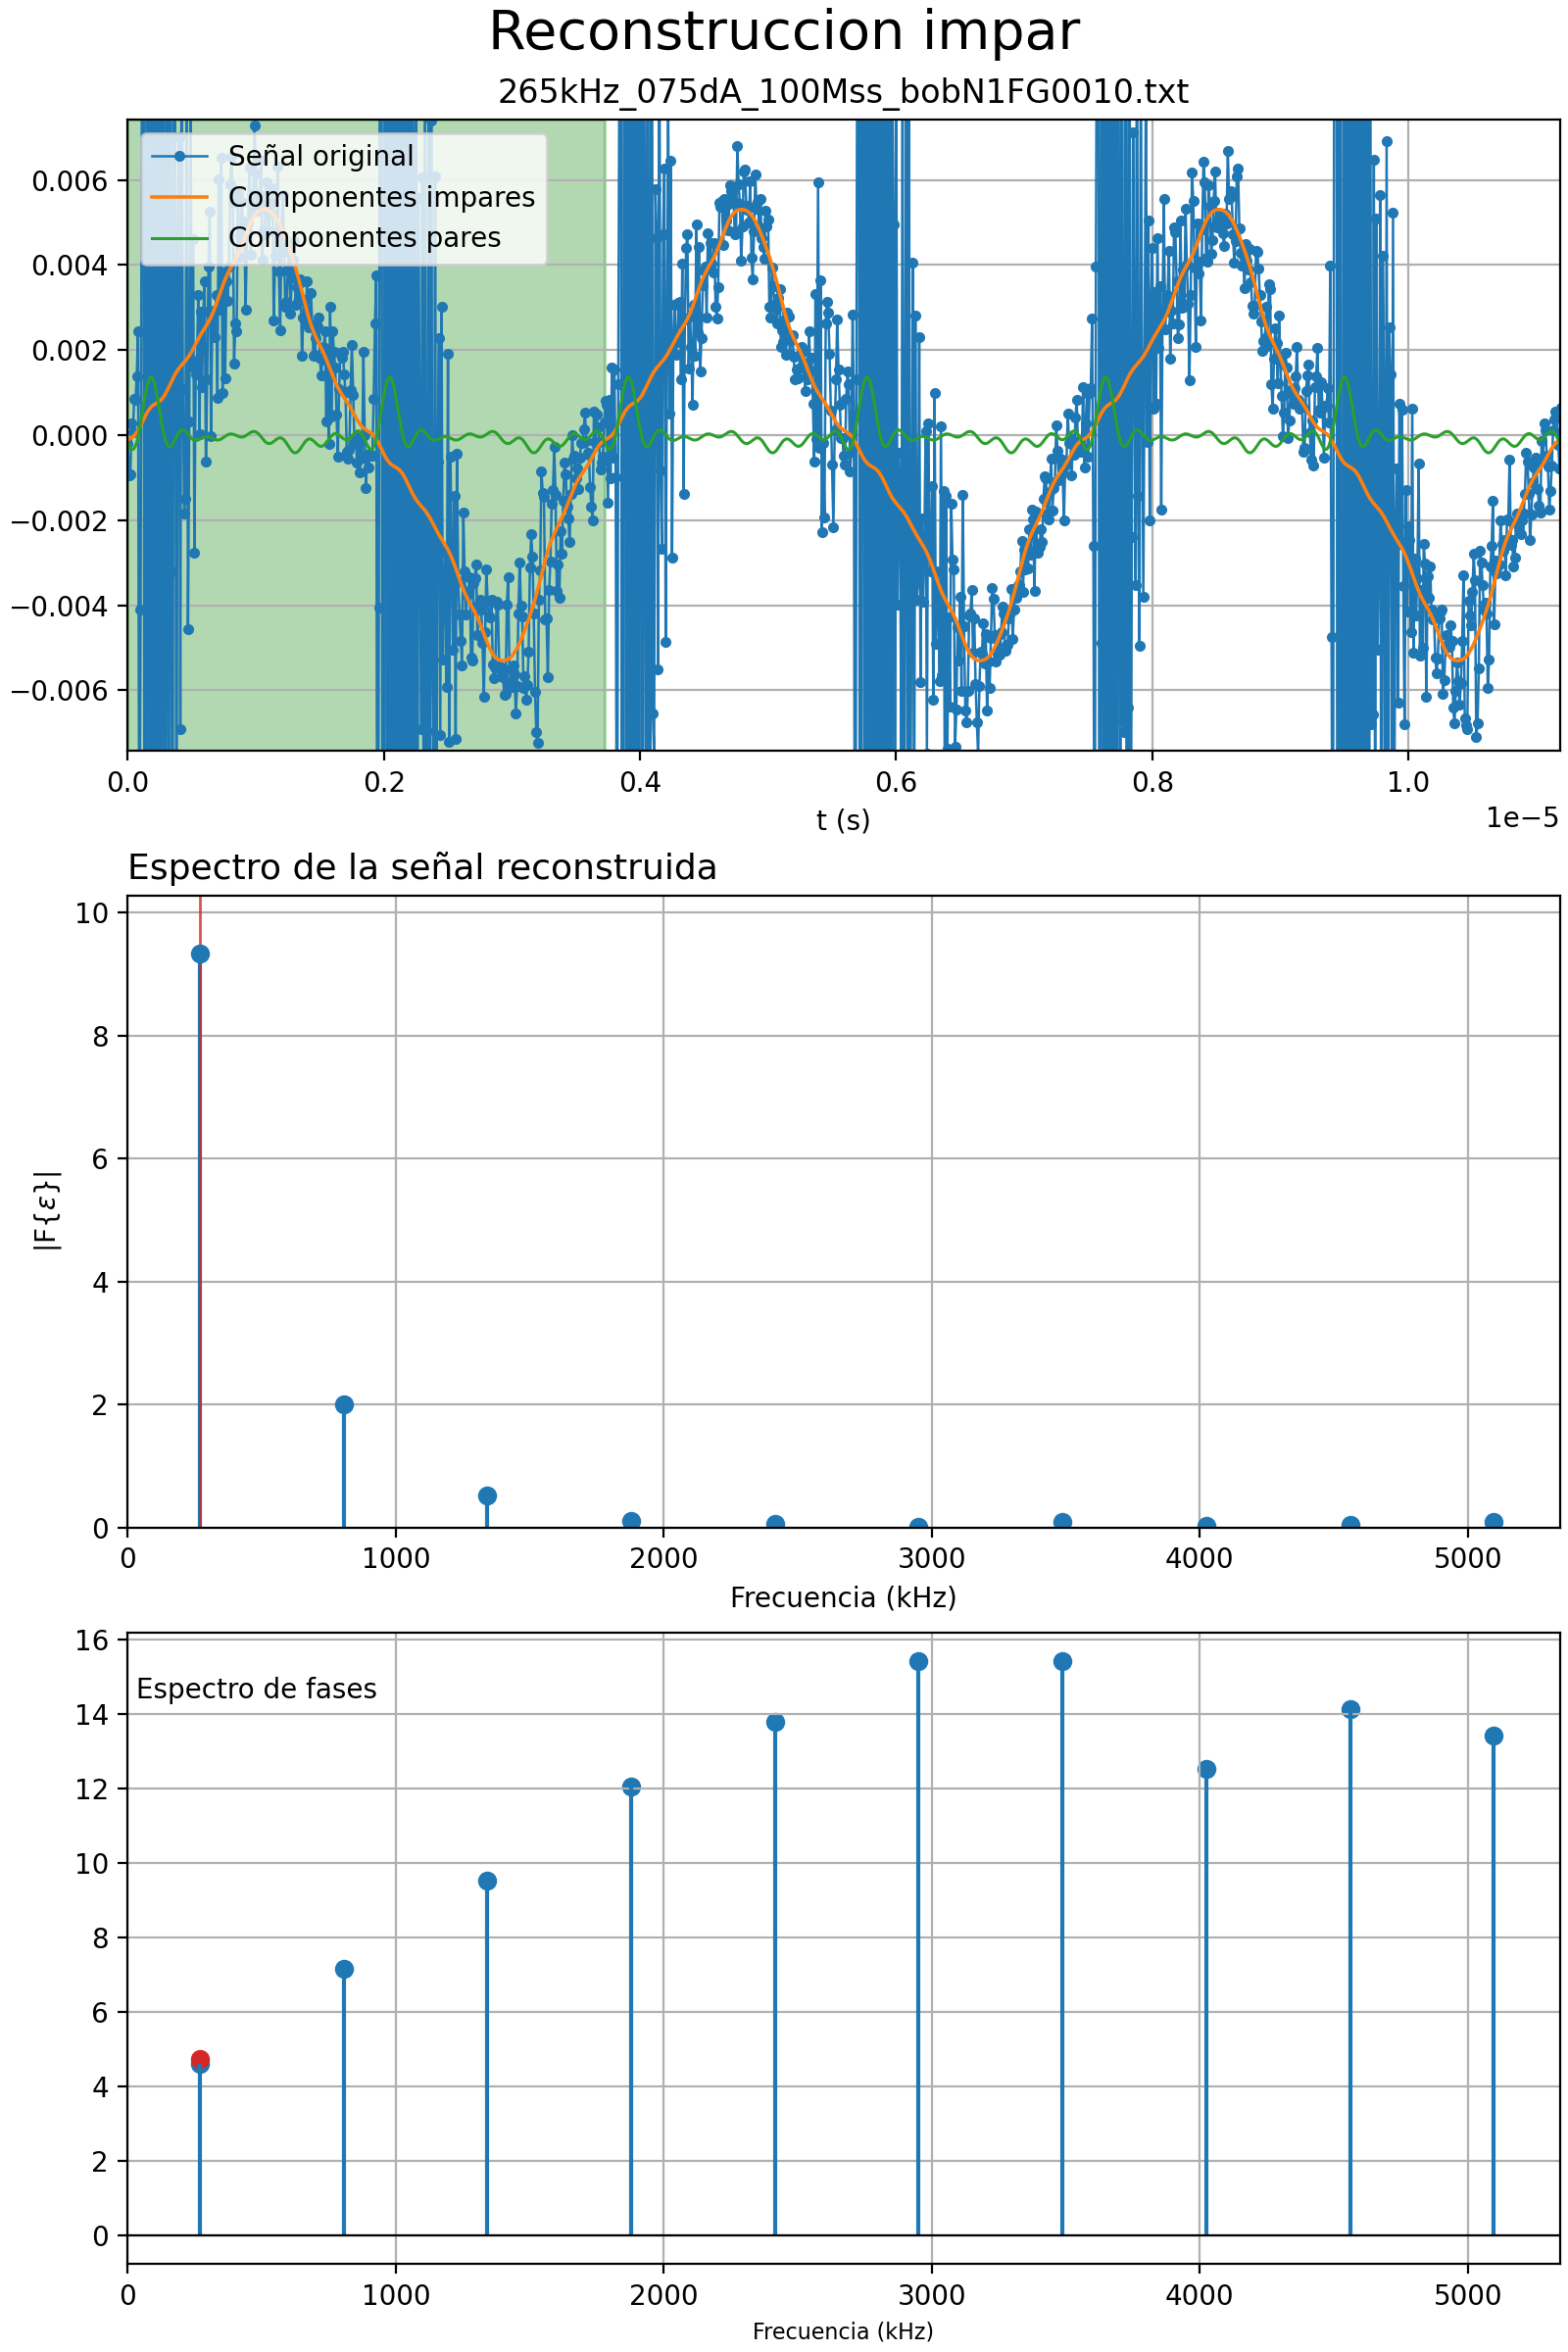 Reconstruccion impar
265kHz_075dA_100Mss_bobN1FG0010.txt
Señal original
Componentes impares
Componentes pares
0.006
0.004
0.002
0.000
−0.002
−0.004
−0.006
0.0 0.2 0.4 0.6 0.8 1.0
t (s)
1e−5
Espectro de la señal reconstruida
10
8
6
4
2
0
|F{ε}|
0 1000 2000 3000 4000 5000
Frecuencia (kHz)
16
14
12
10
8
6
4
2
0
Espectro de fases
0 1000 2000 3000 4000 5000
Frecuencia (kHz)